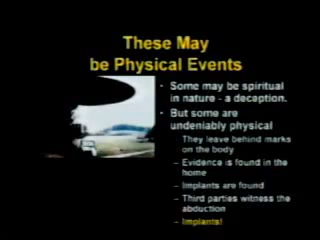 These May
be Physical Events
• Some may be spiritual
in nature - a deception.
• But some are
undeniably physical
– They leave behind marks
on the body
– Evidence is found in the
home
– Implants are found
– Third parties witness the
abduction
– Implants!